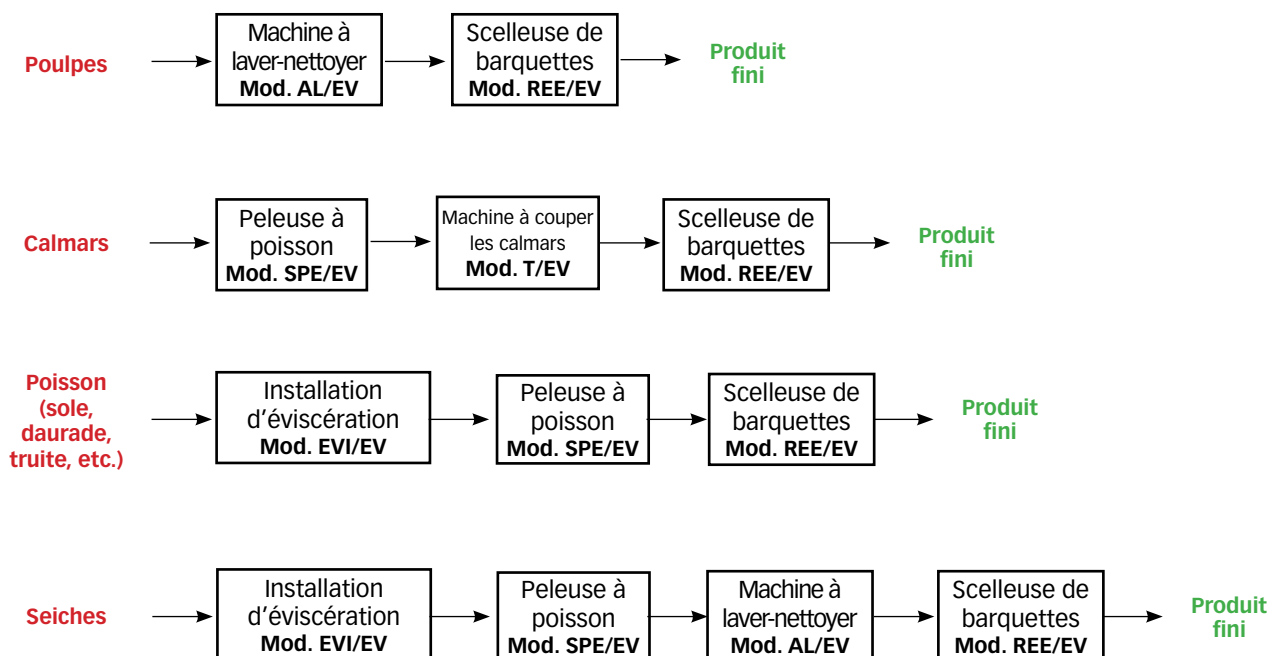 Poulpes
Machine à
laver-nettoyer
Mod. AL/EV
Scelleuse de
barquettes
Mod. REE/EV
Produit
fini
Calmars
Peleuse à
poisson
Mod. SPE/EV
Machine à couper
les calmars
Mod. T/EV
Scelleuse de
barquettes
Mod. REE/EV
Produit
fini
Poisson
(sole,
daurade,
truite, etc.)
Installation
d'éviscération
Mod. EVI/EV
Peleuse à
poisson
Mod. SPE/EV
Scelleuse de
barquettes
Mod. REE/EV
Produit
fini
Seiches
Installation
d'éviscération
Mod. EVI/EV
Peleuse à
poisson
Mod. SPE/EV
Machine à
laver-nettoyer
Mod. AL/EV
Scelleuse de
barquettes
Mod. REE/EV
Produit
fini